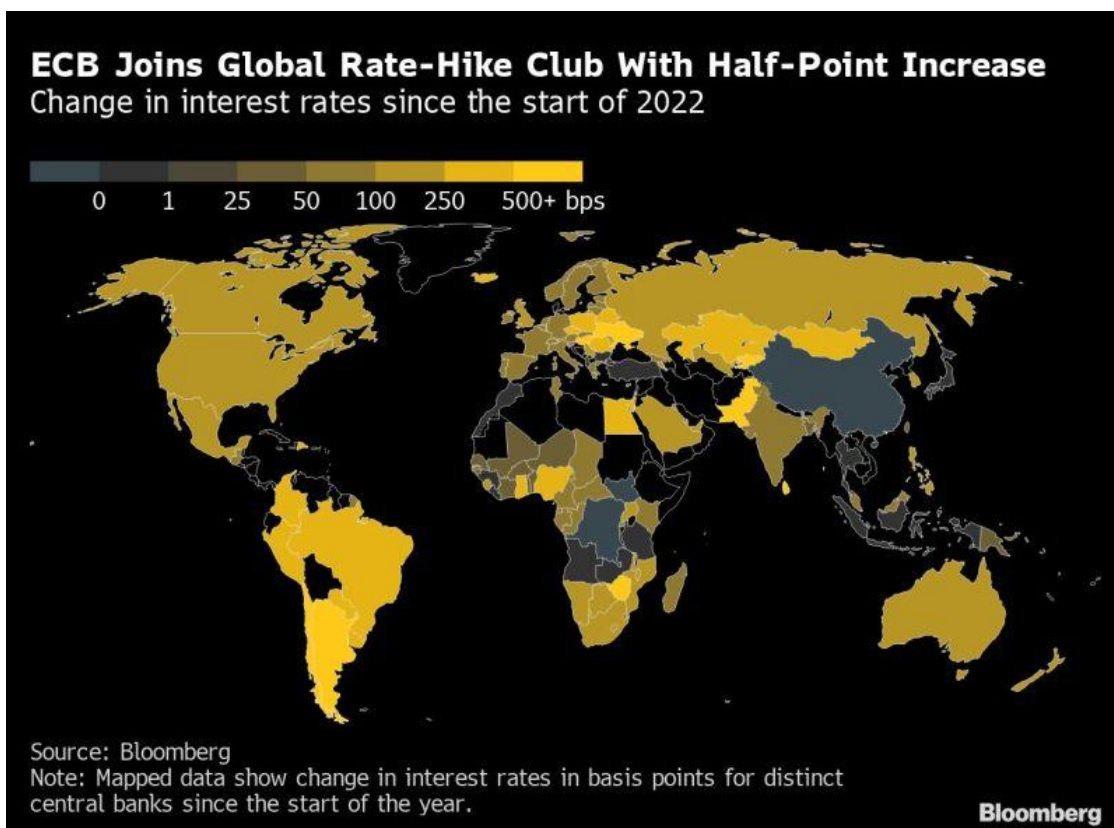 ECB Joins Global Rate-Hike Club With Half-Point Increase
Change in interest rates since the start of 2022
0 1 25 50 100 250 500+ bps
Source: Bloomberg
Note: Mapped data show change in interest rates in basis points for distinct
central banks since the start of the year.
Bloomberg